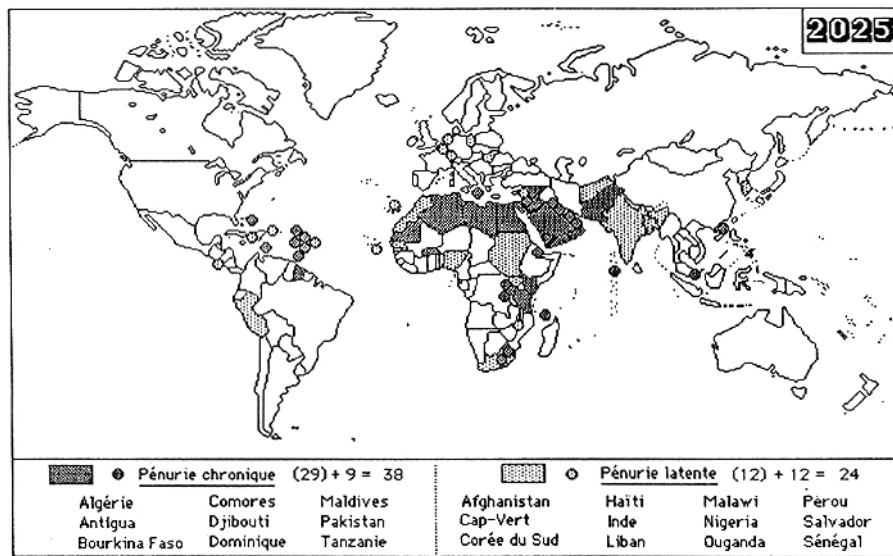 2025
Pénurie chronique (29) + 9 = 38
Algérie Comores Maldives
Antigua Djibouti Pakistan
Bourkina Faso Dominique Tanzanie
Pénurie latente (12) + 12 = 24
Afghanistan Haïti Malawi Pérou
Cap-Vert Inde Nigeria Salvador
Corée du Sud Liban Ouganda Sénégal